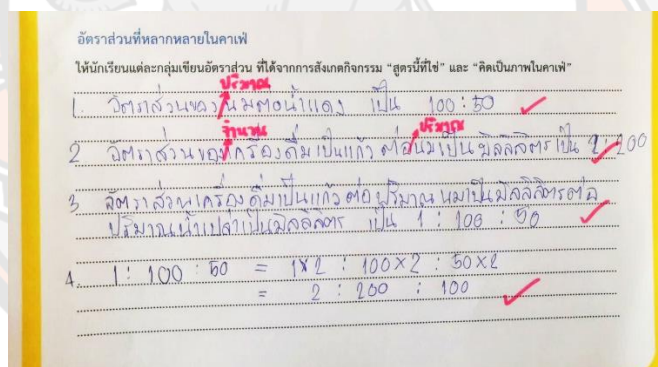 อัตราส่วนที่หลากหลายในคาเฟ่
ให้นักเรียนแต่ละกลุ่มเขียนอัตราส่วน ที่ได้จากการสังเกตกิจกรรม “สูตรนี้ที่ใช่” และ “คิดเป็นภาพในคาเฟ่”
ปริมาณ
1. อัตราส่วนของนมต่อน้ำแดง เป็น 100 : 50
จำนวน ปริมาณ
2 อัตราส่วนของเครื่องดื่มเป็นแก้ว ต่อนมเป็นมิลลลิตรเป็น 2 : 200
3 อัตราส่วนเครื่องดื่มเป็นแก้วต่อปริมาณ นมเป็นมิลลิลิตรต่อ
ปริมาณน้ำเปล่าเป็นมิลลิลิตร เป็น 1 : 100 : 50
4. 1 : 100 : 50 = 1×2 : 100×2 : 50×2
= 2 : 200 : 100